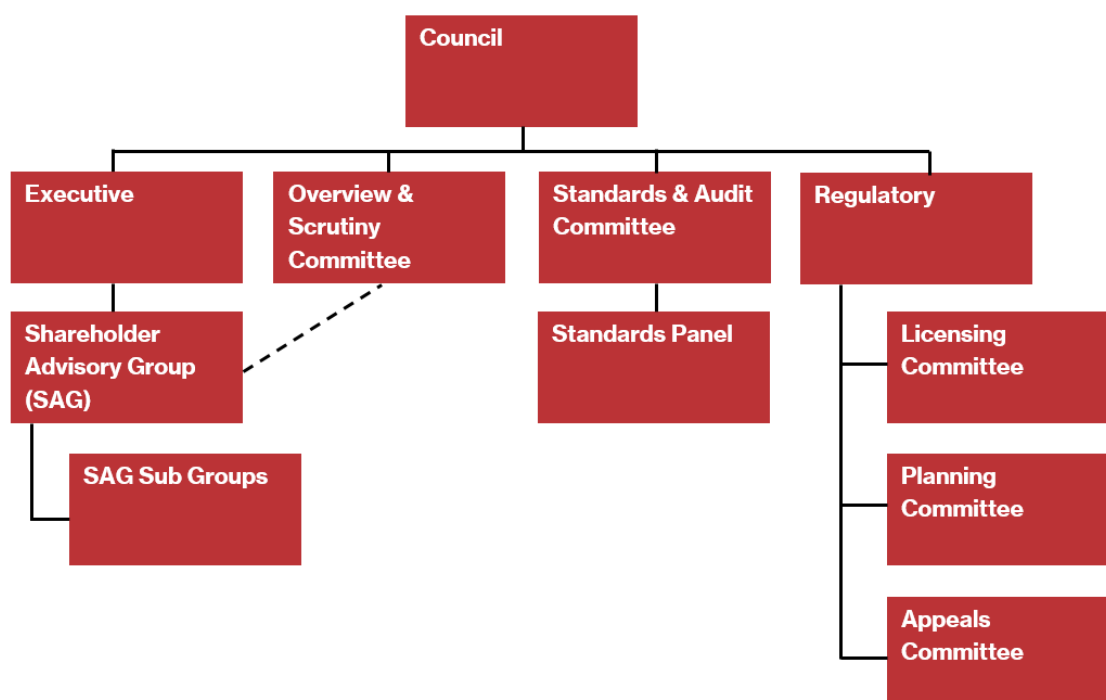 Council
Executive
Overview &
Scrutiny
Committee
Standards & Audit
Committee
Regulatory
Shareholder
Advisory Group
(SAG)
Standards Panel
Licensing
Committee
SAG Sub Groups
Planning
Committee
Appeals
Committee